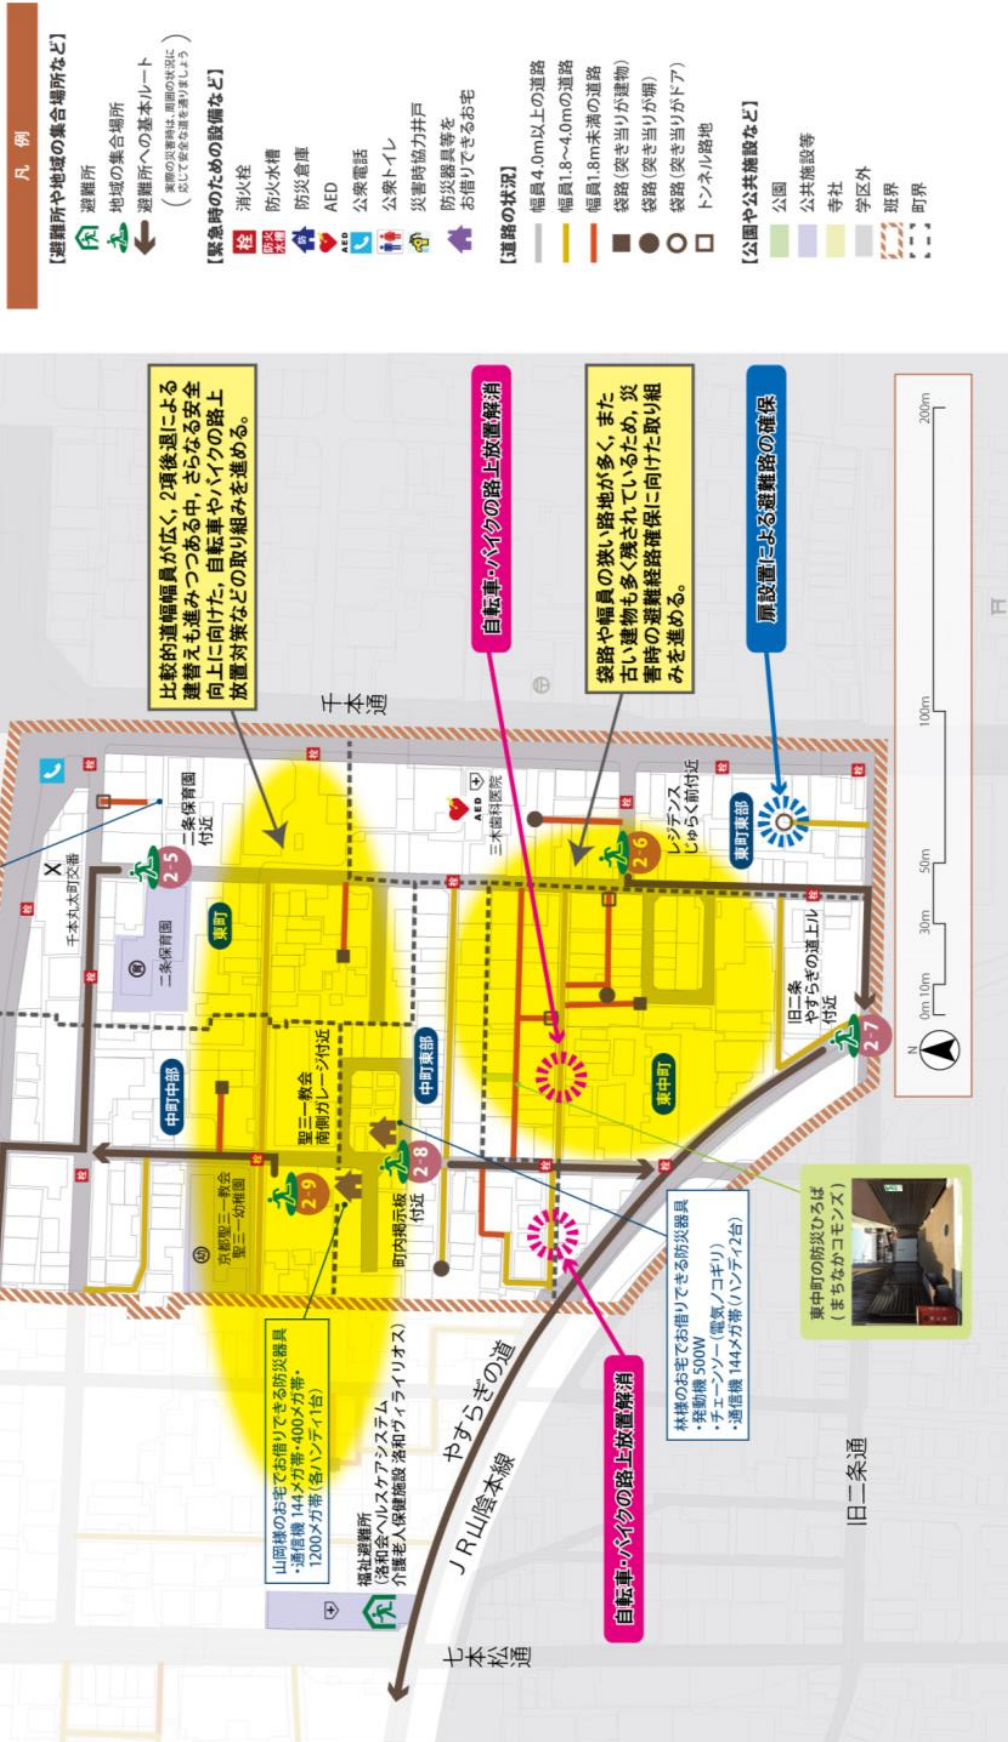 凡例
【避難所や地域の集合場所など】
避難所
地域の集合場所
避難所への基本ルート
(実際の災害時は、周囲の状況に
応じて安全な道を通りましょう)
【緊急時のための設備など】
栓 消火栓
防火水槽 防火水槽
防 防災倉庫
AED
AED 公衆電話
公衆トイレ
災害時協力井戸
防災器具等を
お借りできるお宅
【道路の状況】
幅員4.0m以上の道路
幅員1.8〜4.0mの道路
幅員1.8m未満の道路
袋路(突き当りが建物)
袋路(突き当りが塀)
袋路(突き当りがドア)
トンネル路地
【公園や公共施設など】
公園
公共施設等
寺社
学区外
班界
町界
比較的道幅幅員が広く,2項後退による
建替えも進みつつある中,さらなる安全
向上に向けた,自転車やバイクの路上
放置対策などの取り組みを進める。
自転車・バイクの路上放置解消
袋路や幅員の狭い路地が多く,また
古い建物も多く残されているため,災
害時の避難経路確保に向けた取り組
みを進める。
扉設置による避難路の確保
千本通
栓
栓
栓
栓
栓
栓
栓
栓
栓
栓
栓
栓
栓
栓
千本丸太町交番
2-5
二条保育園
付近
二条保育園
東町
三木歯科医院
AED
2-6
レジデンス
じゅらく前付近
東町東部
中町中部
聖三一教会
南側ガレージ付近
中町東部
東中町
旧二条
やすらぎの道上ル
付近
2-7
京都聖三一教会
聖三一幼稚園
幼
2-9
2-8
町内掲示板
付近
N
0m 10m 30m 50m 100m 200m
山岡様のお宅でお借りできる防災器具
・通信機 144メガ帯・400メガ帯・
1200メガ帯(各ハンディ1台)
林様のお宅でお借りできる防災器具
・発動機 500W
・チェーンソー(電気ノコギリ)
・通信機 144メガ帯(ハンディ2台)
東中町の防災ひろば
(まちなかコモンズ)
福祉避難所
(洛和会ヘルスケアシステム
介護老人保健施設 洛和ヴィライリオス)
やすらぎの道
JR山陰本線
自転車・バイクの路上放置解消
旧二条通
七本松通